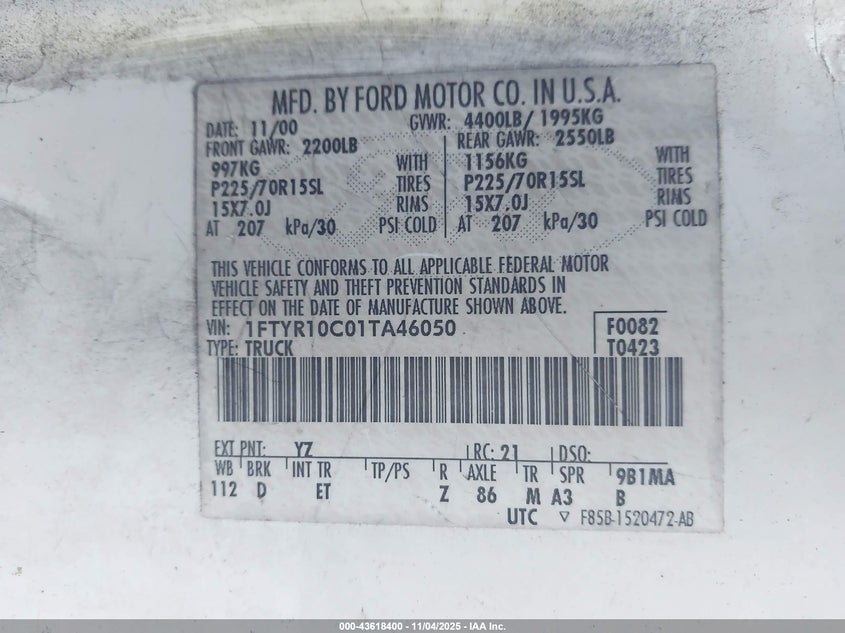 MFD. BY FORD MOTOR CO. IN U.S.A.
DATE: 11/00 GVWR: 4400LB/ 1995KG
FRONT GAWR: 2200LB REAR GAWR: 2550LB
997KG WITH 1156KG WITH
P225/70R15SL TIRES P225/70R15SL TIRES
15X7.0J RIMS 15X7.0J RIMS
AT 207 kPa/30 PSI COLD AT 207 kPa/30 PSI COLD
THIS VEHICLE CONFORMS TO ALL APPLICABLE FEDERAL MOTOR
VEHICLE SAFETY AND THEFT PREVENTION STANDARDS IN
EFFECT ON THE DATE OF MANUFACTURE SHOWN ABOVE.
VIN: 1FTYR10C01TA46050 F0082
TYPE: TRUCK T0423
EXT PNT: YZ RC: 21 DSO:
WB BRK INT TR TP/PS R AXLE TR SPR 9B1MA
112 D ET Z 86 M A3 B
UTC ▽ F85B-1520472-AB
000-43618400 - 11/04/2025 - IAA Inc.